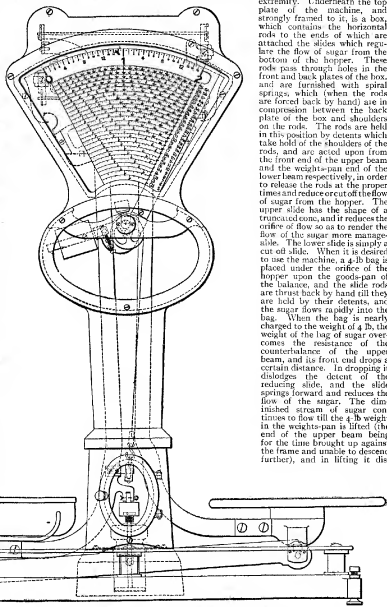 extremity. Underneath the top
plate of the machine, and
strongly framed to it, is a box,
which contains the horizontal
rods to the ends of which are
attached the slides which regu-
late the flow of sugar from the
bottom of the hopper. These
rods pass through holes in the
front and back plates of the box,
and are furnished with spiral
springs, which (when the rods
are forced back by hand) are in
compression between the back
plate of the box and shoulders
on the rods. The rods are held
in this position by detents which
take hold of the shoulders of the
rods, and are acted upon from
the front end of the upper beam
and the weights-pan end of the
lower beam respectively, in order
to release the rods at the proper
times and reduce or cut off the flow
of sugar from the hopper. The
upper slide has the shape of a
truncated cone, and it reduces the
orifice of flow so as to render the
flow of the sugar more manage-
able. The lower slide is simply a
cut off slide. When it is desired
to use the machine, a 4-lb bag is
placed under the orifice of the
hopper upon the goods-pan of
the balance, and the slide rods
are thrust back by hand till they
are held by their detents, and
the sugar flows rapidly into the
bag. When the bag is nearly
charged to the weight of 4 lb, the
weight of the bag of sugar over-
comes the resistance of the
counterbalance of the upper
beam, and its front end drops a
certain distance. In dropping it
dislodges the detent of the
reducing slide, and the slide
springs forward and reduces the
flow of the sugar. The dim-
inished stream of sugar con-
tinues to flow till the 4-lb weight
in the weights-pan is lifted (the
end of the upper beam being
for the time brought up against
the frame and unable to descend
further), and in lifting it dis